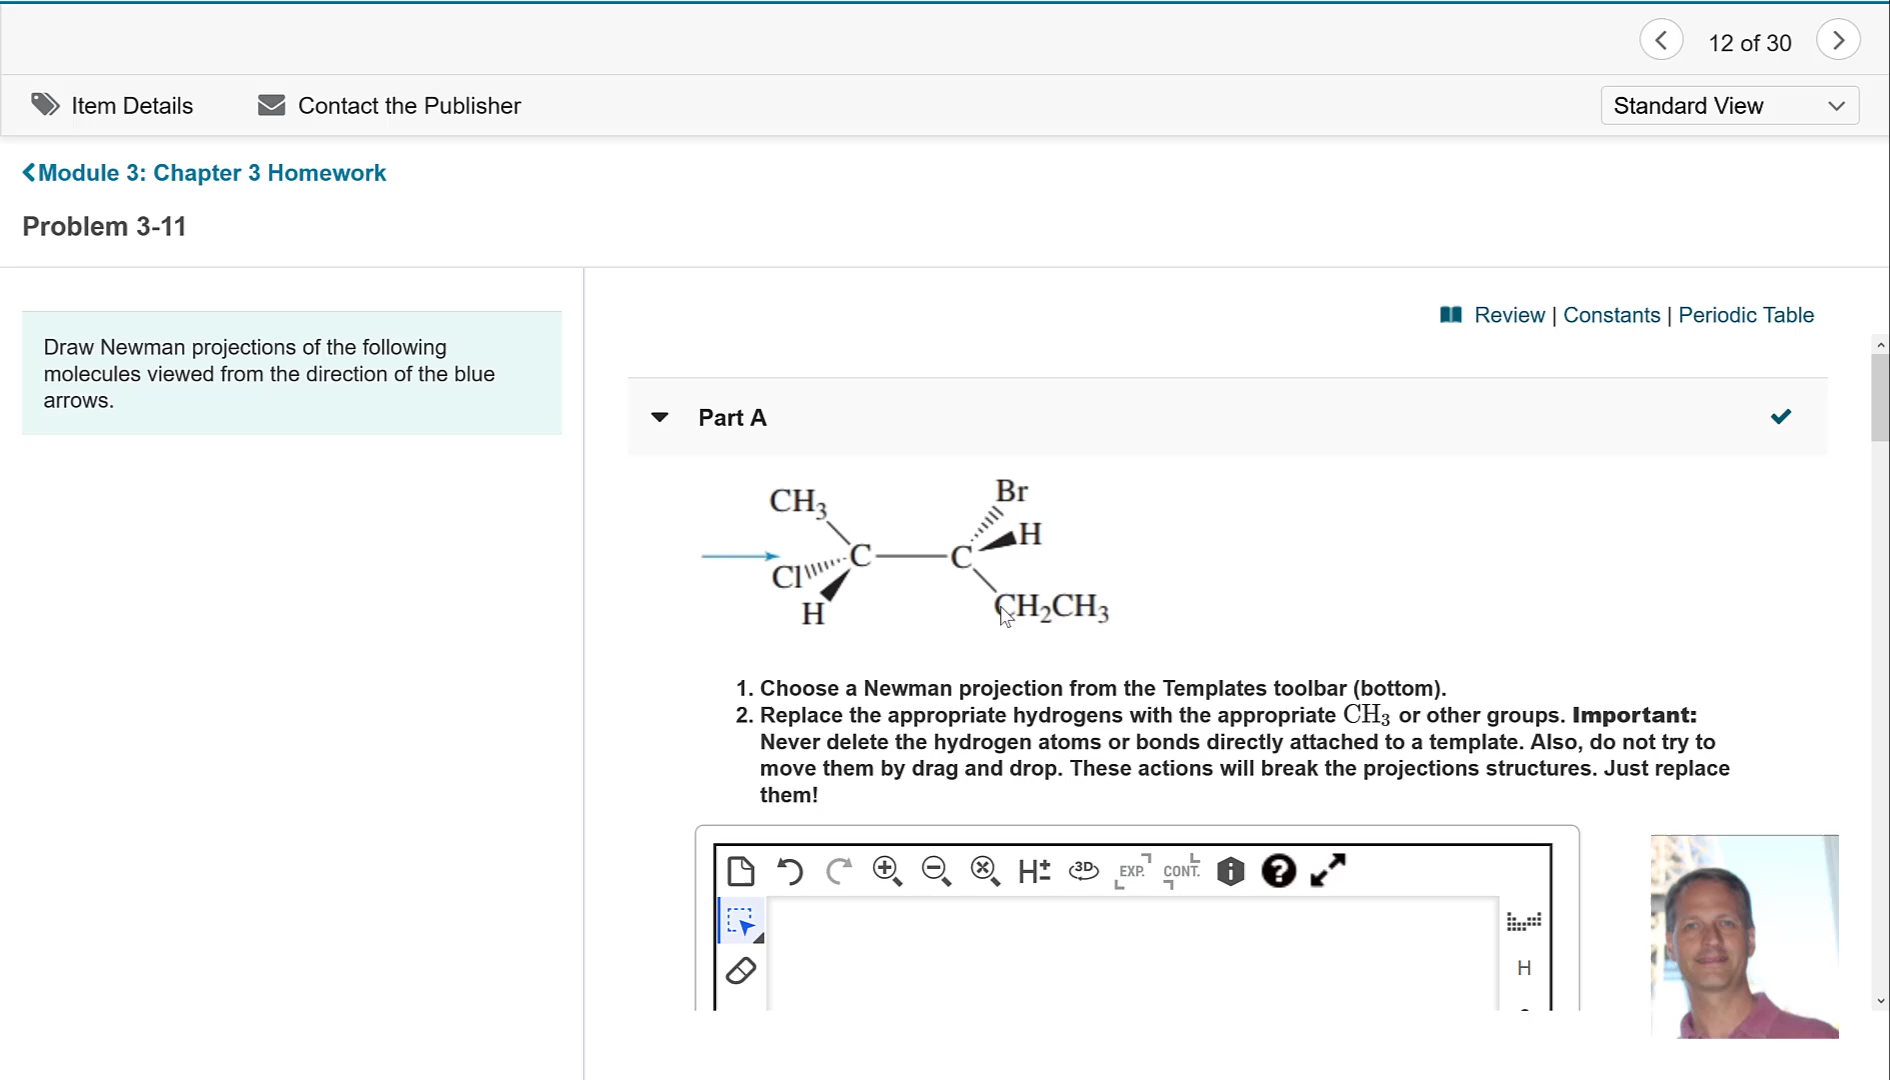 12 of 30
Item Details
Contact the Publisher
Standard View
Module 3: Chapter 3 Homework
Problem 3-11
Review | Constants | Periodic Table
Draw Newman projections of the following
molecules viewed from the direction of the blue
arrows.
Part A
CH₃
Br
H
C
C
Cl
H
CH₂CH₃
1. Choose a Newman projection from the Templates toolbar (bottom).
2. Replace the appropriate hydrogens with the appropriate CH₃ or other groups. Important:
Never delete the hydrogen atoms or bonds directly attached to a template. Also, do not try to
move them by drag and drop. These actions will break the projections structures. Just replace
them!
H±
3D
EXP.
CONT.
i
?
H